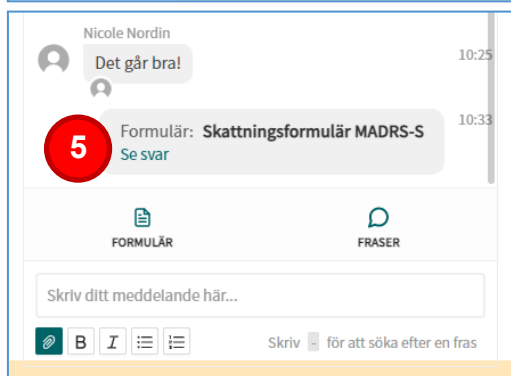 Nicole Nordin
Det går bra!
10:25
Formulär: Skattningsformulär MADRS-S
10:33
5
Se svar
FORMULÄR
FRASER
Skriv ditt meddelande här...
B I
Skriv - för att söka efter en fras